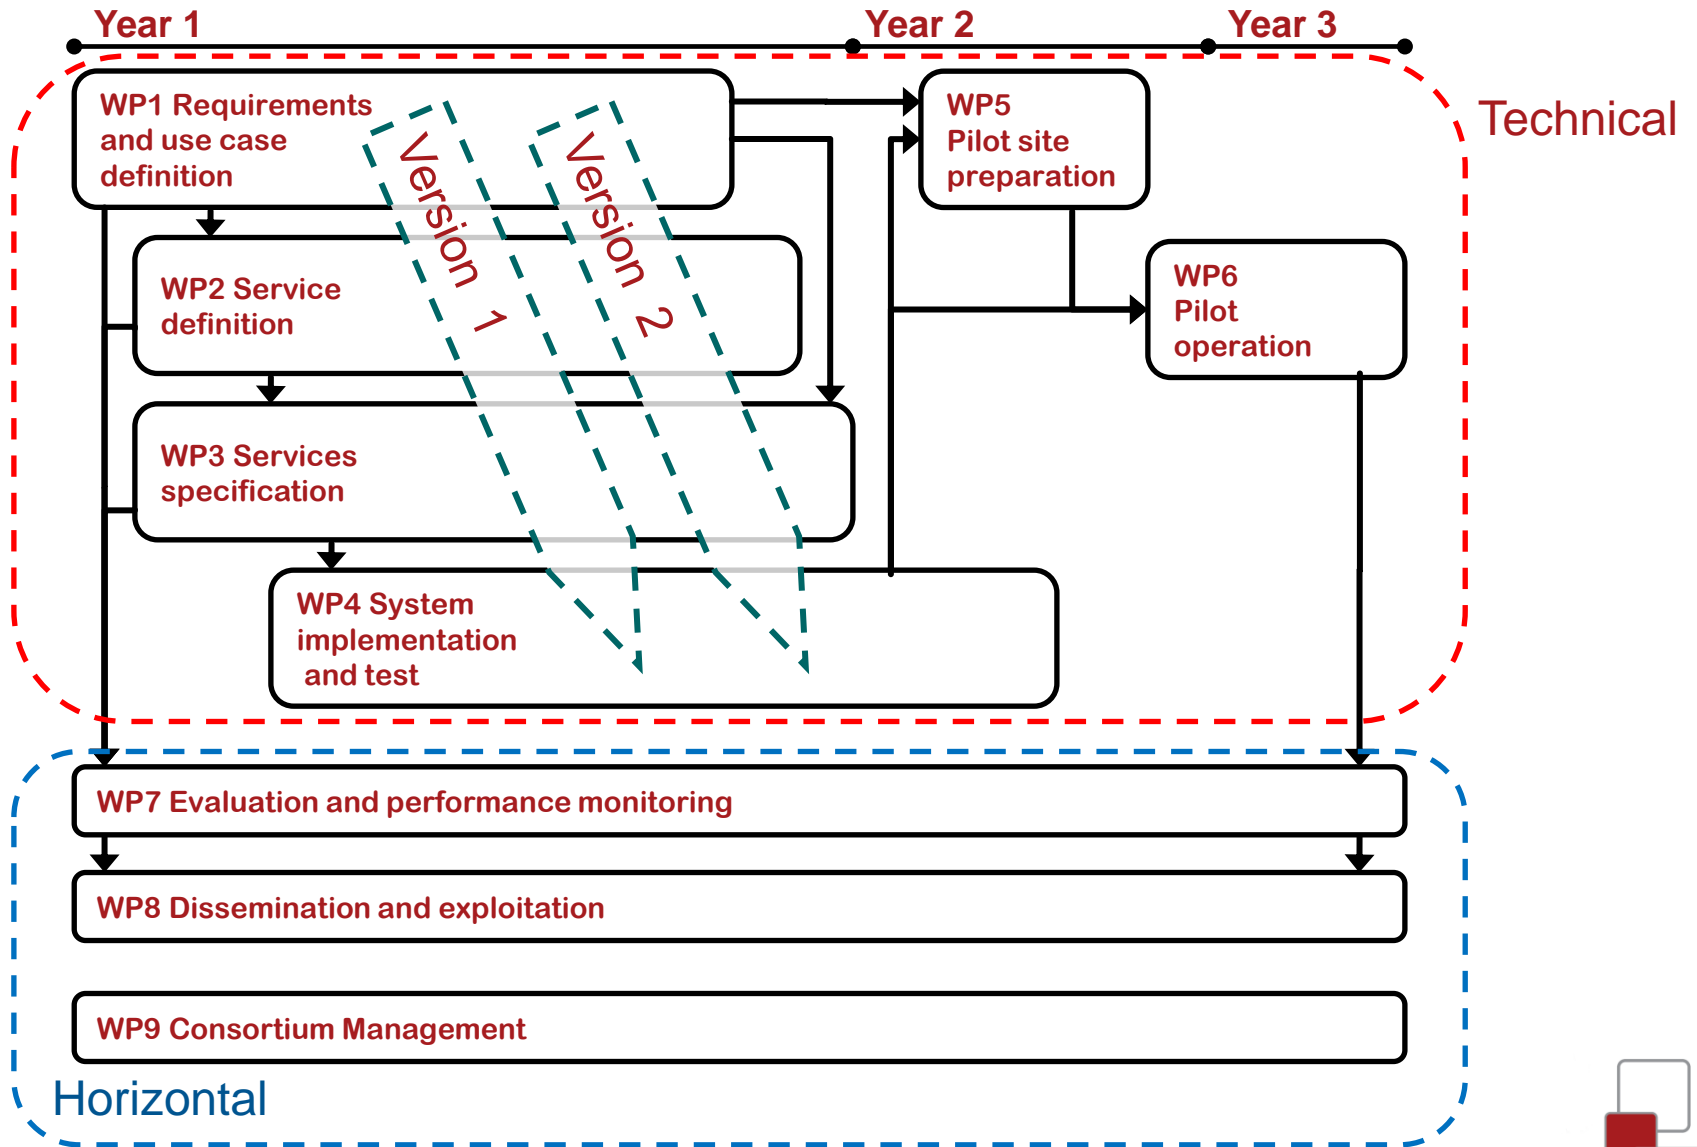 Year 1
Year 2
Year 3
Technical
WP1 Requirements
and use case
definition
WP5
Pilot site
preparation
Version 1
Version 2
WP2 Service
definition
WP6
Pilot
operation
WP3 Services
specification
WP4 System
implementation
and test
WP7 Evaluation and performance monitoring
WP8 Dissemination and exploitation
WP9 Consortium Management
Horizontal